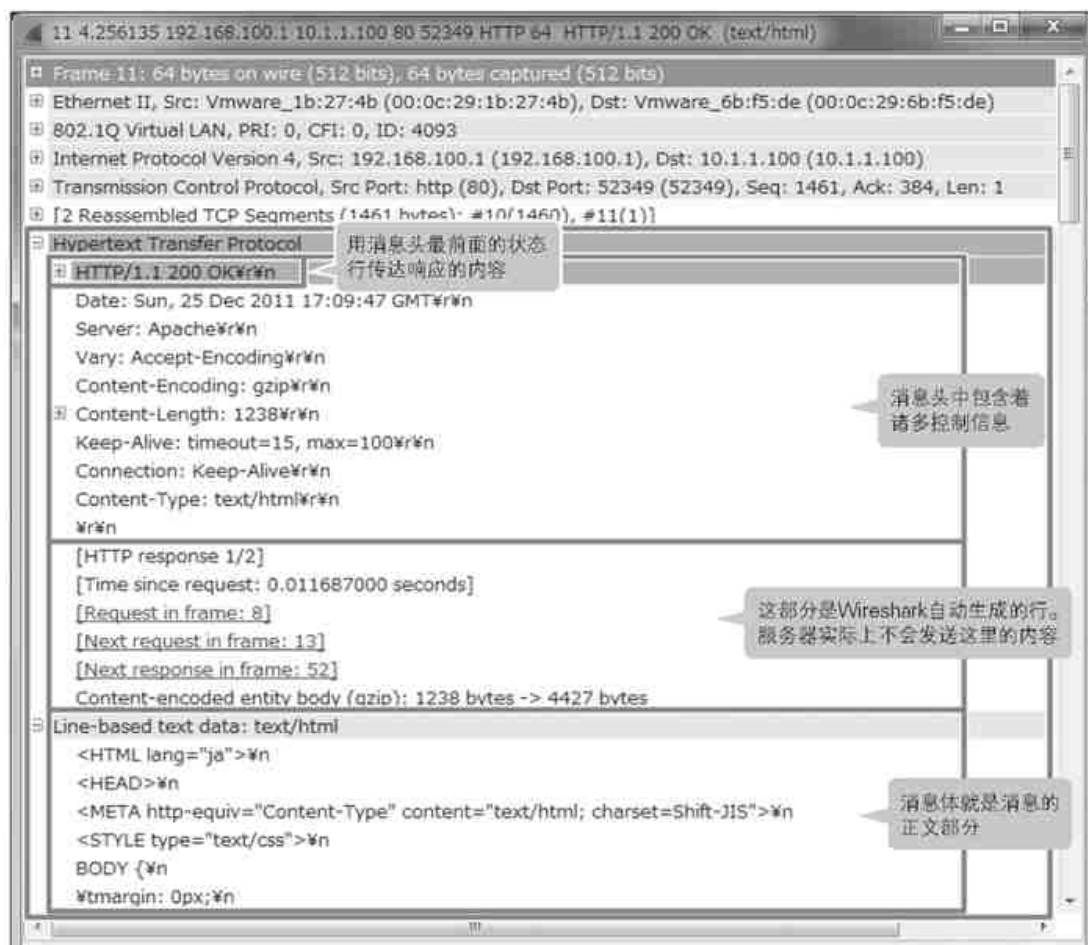 11 4.256135 192.168.100.1 10.1.1.100 80 52349 HTTP 64 HTTP/1.1 200 OK (text/html)
Frame 11: 64 bytes on wire (512 bits), 64 bytes captured (512 bits)
Ethernet II, Src: Vmware_1b:27:4b (00:0c:29:1b:27:4b), Dst: Vmware_6b:f5:de (00:0c:29:6b:f5:de)
802.1Q Virtual LAN, PRI: 0, CFI: 0, ID: 4093
Internet Protocol Version 4, Src: 192.168.100.1 (192.168.100.1), Dst: 10.1.1.100 (10.1.1.100)
Transmission Control Protocol, Src Port: http (80), Dst Port: 52349 (52349), Seq: 1461, Ack: 384, Len: 1
[2 Reassembled TCP Segments (1461 bytes): #10(1460), #11(1)]
Hypertext Transfer Protocol
用消息头最前面的状态
行传达响应的内容
HTTP/1.1 200 OK¥r¥n
Date: Sun, 25 Dec 2011 17:09:47 GMT¥r¥n
Server: Apache¥r¥n
Vary: Accept-Encoding¥r¥n
Content-Encoding: gzip¥r¥n
Content-Length: 1238¥r¥n
消息头中包含着
诸多控制信息
Keep-Alive: timeout=15, max=100¥r¥n
Connection: Keep-Alive¥r¥n
Content-Type: text/html¥r¥n
¥r¥n
[HTTP response 1/2]
[Time since request: 0.011687000 seconds]
[Request in frame: 8]
这部分是Wireshark自动生成的行。
服务器实际上不会发送这里的内容
[Next request in frame: 13]
[Next response in frame: 52]
Content-encoded entity body (gzip): 1238 bytes -> 4427 bytes
Line-based text data: text/html
<HTML lang="ja">¥n
<HEAD>¥n
<META http-equiv="Content-Type" content="text/html; charset=Shift-JIS">¥n
消息体就是消息的
正文部分
<STYLE type="text/css">¥n
BODY {¥n
¥tmargin: 0px;¥n